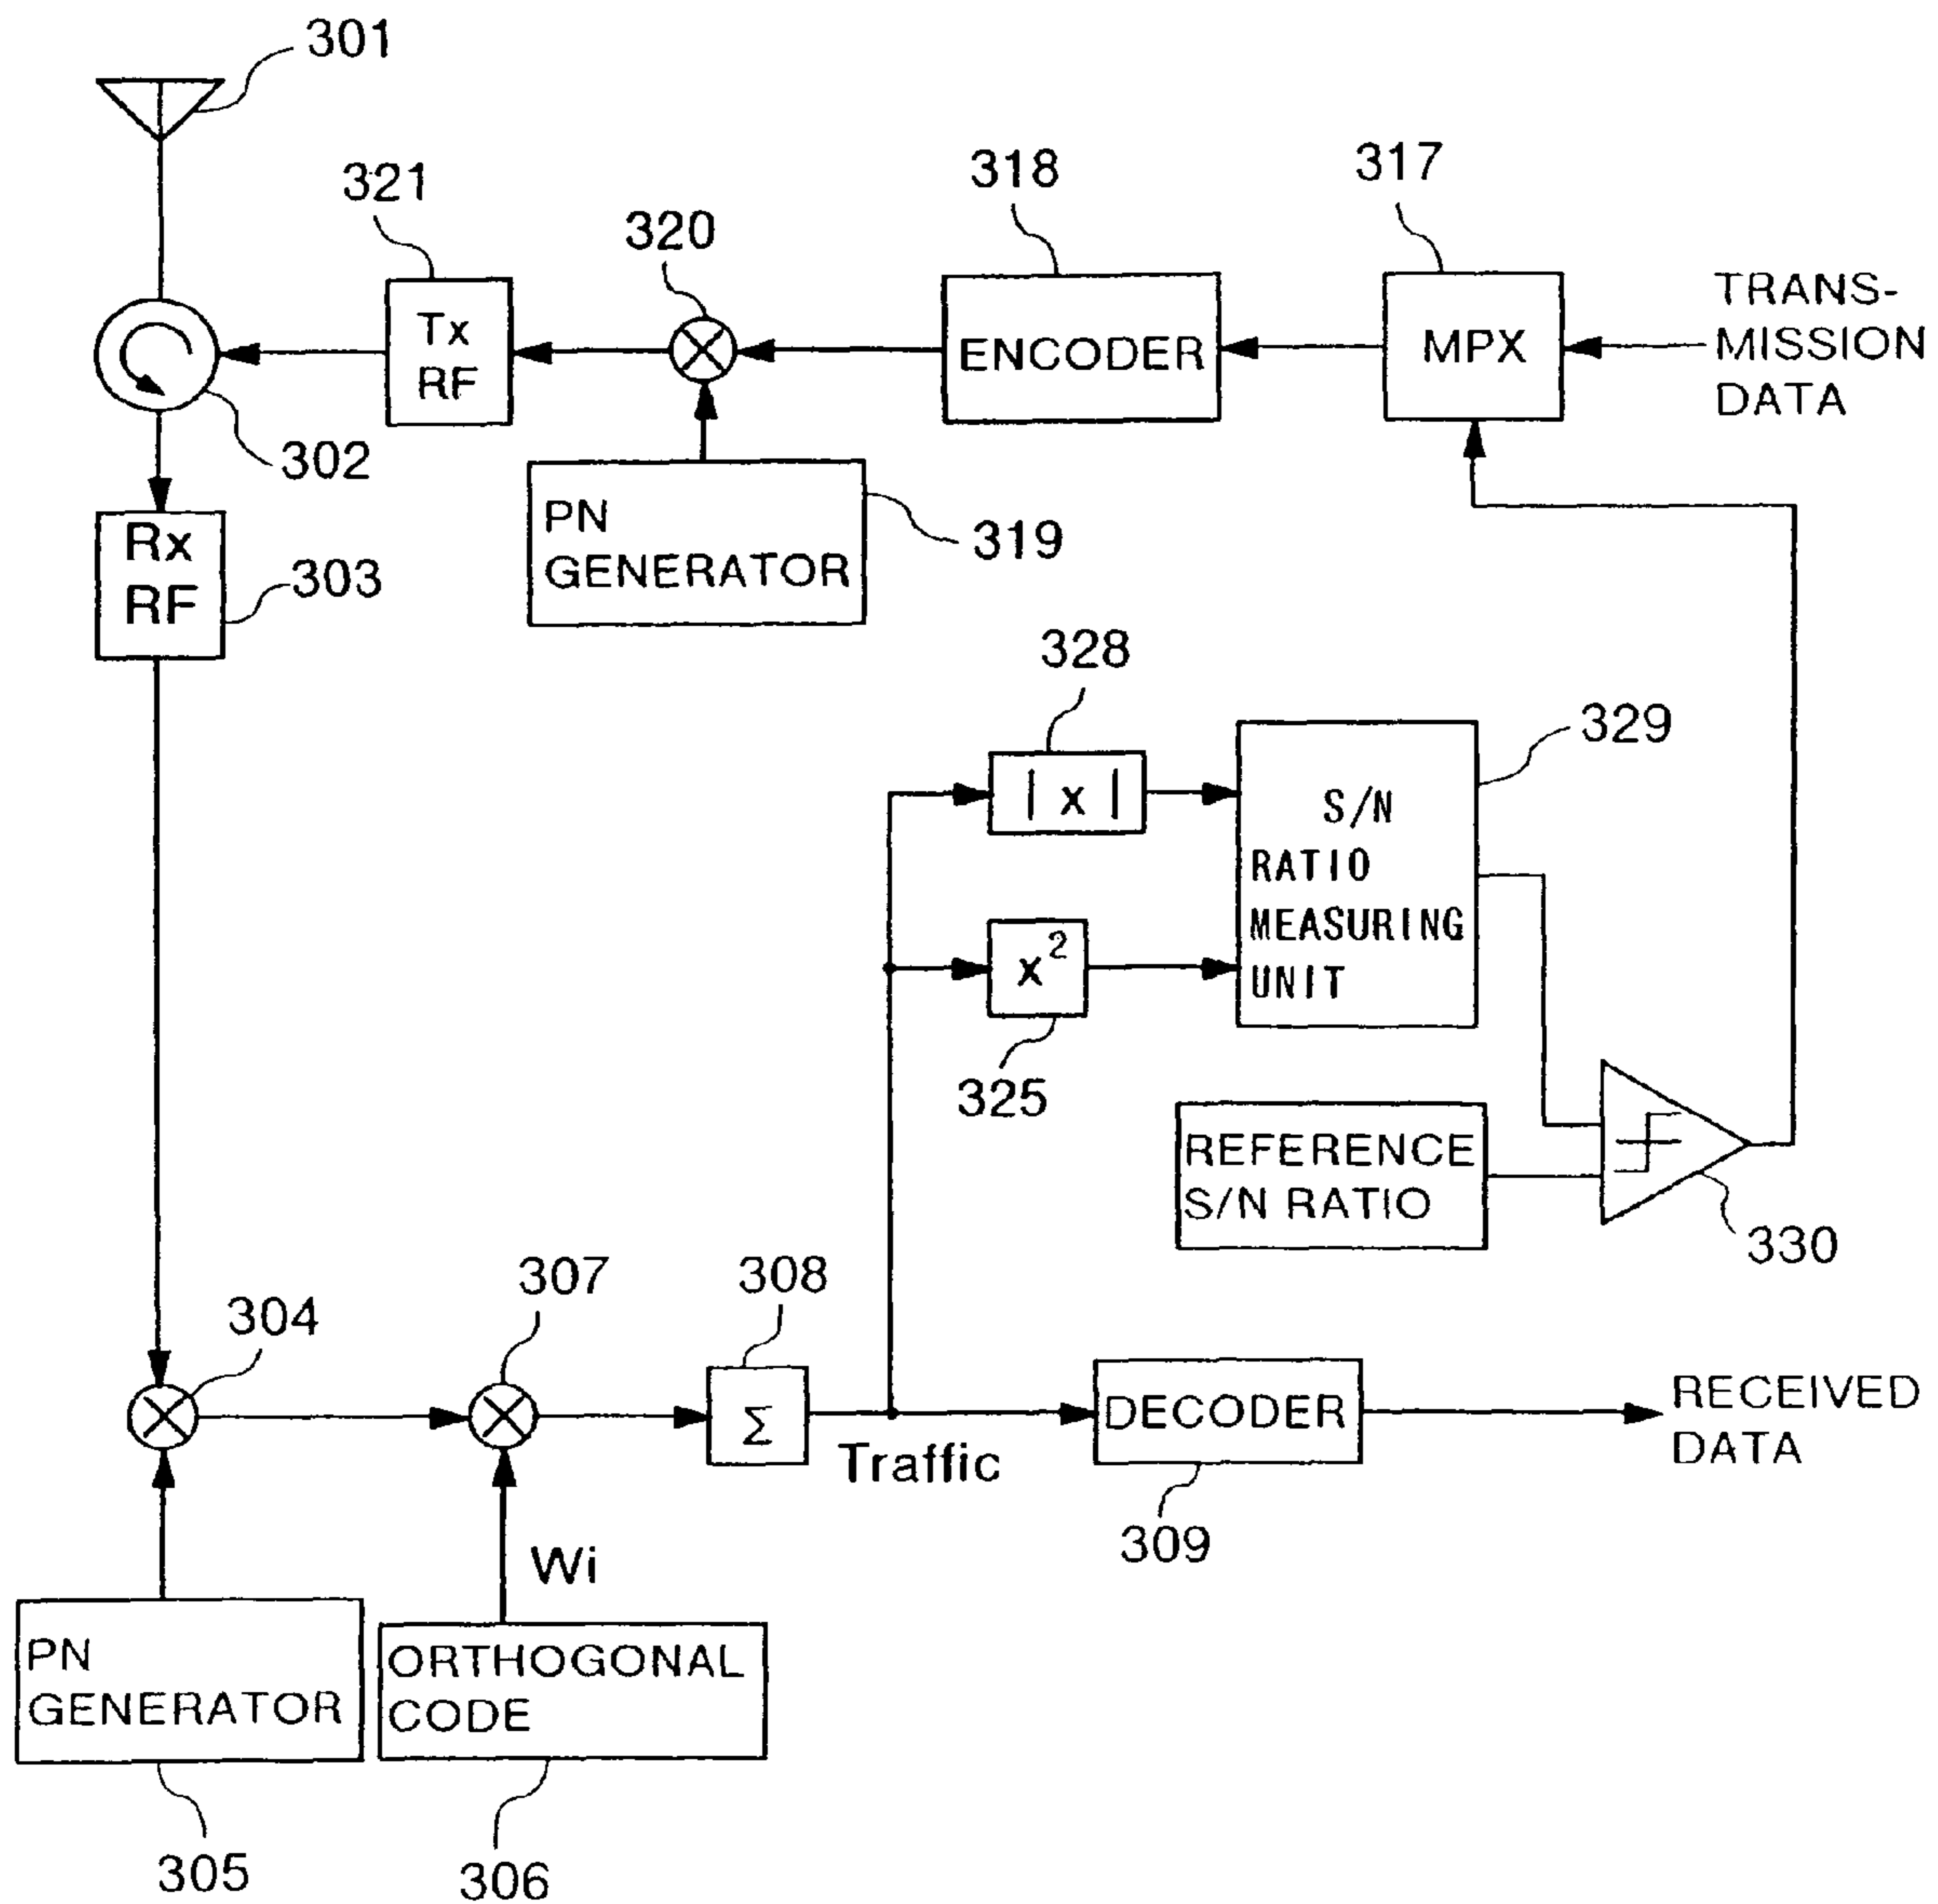 301
317
318
321
320
TRANS-
MISSION
DATA
Tx
RF
ENCODER
MPX
302
PN
GENERATOR
319
Rx
RF
303
328
329
| x |
S/N
RATIO
MEASURING
UNIT
x²
325
REFERENCE
S/N RATIO
330
307
308
304
Σ
DECODER
RECEIVED
DATA
Traffic
309
Wi
PN
GENERATOR
ORTHOGONAL
CODE
305
306